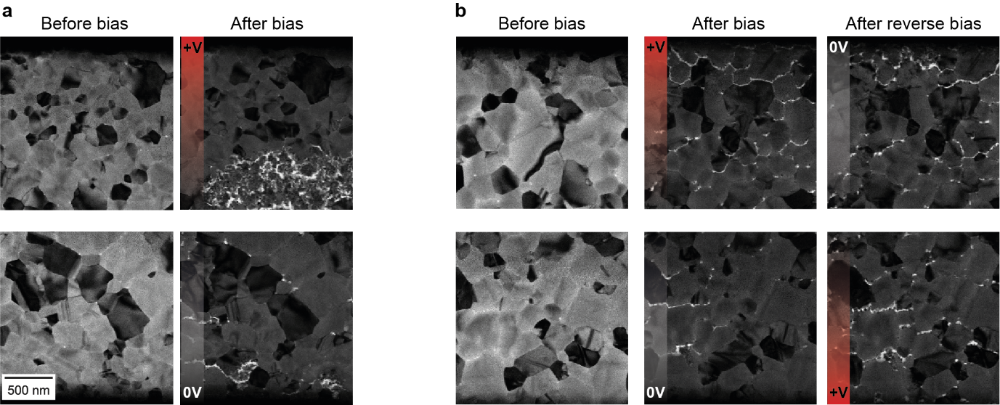 a
Before bias
After bias
+V
0V
500 nm
b
Before bias
After bias
After reverse bias
+V
0V
0V
+V